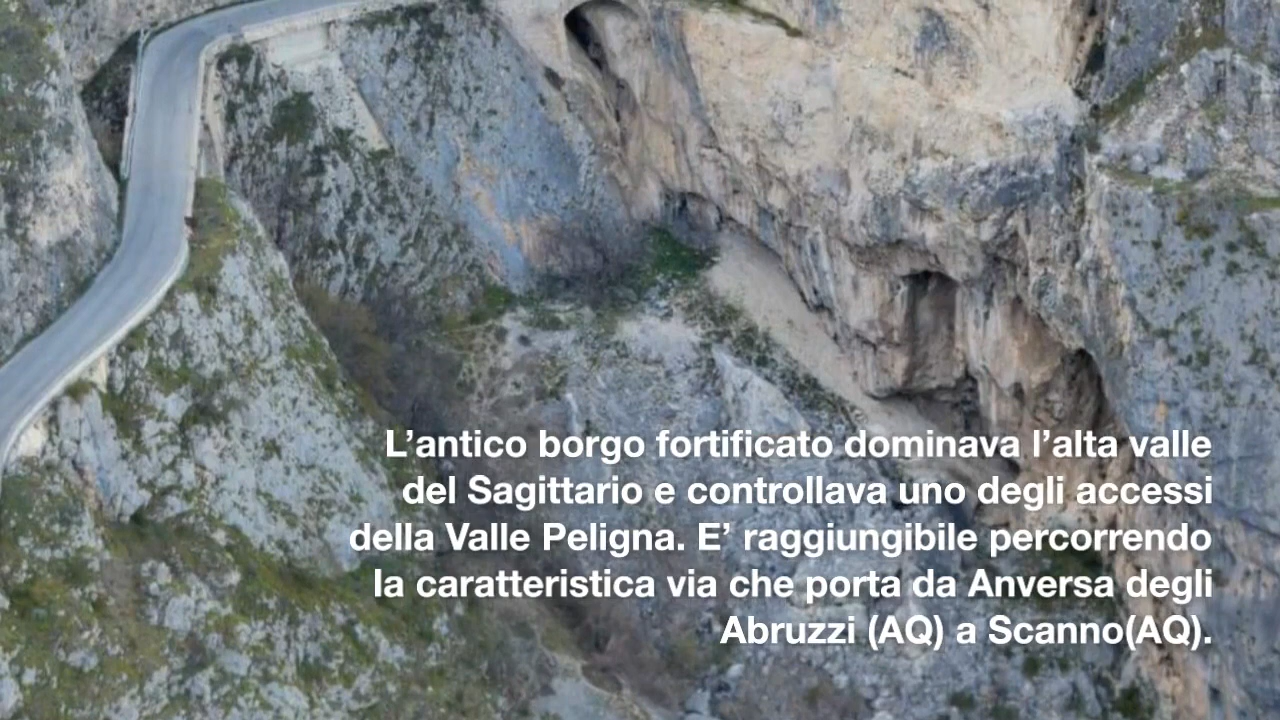 L’antico borgo fortificato dominava l’alta valle
del Sagittario e controllava uno degli accessi
della Valle Peligna. E’ raggiungibile percorrendo
la caratteristica via che porta da Anversa degli
Abruzzi (AQ) a Scanno(AQ).